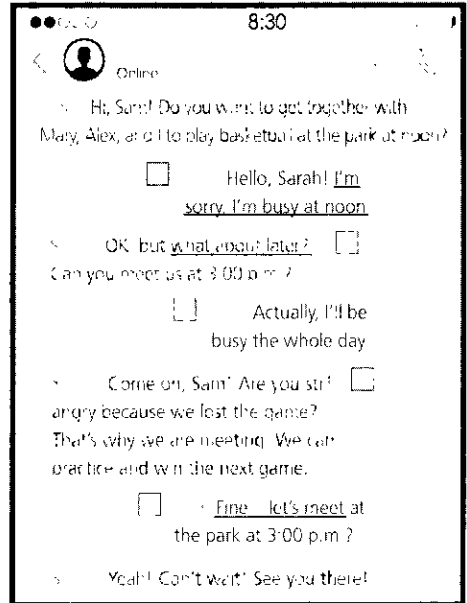 8:30
Online
Hi, Sam! Do you want to get together with
Mary, Alex, and I to play basketball at the park at noon?
Hello, Sarah! I'm
sorry, I'm busy at noon
OK, but what about later?
Can you meet us at 3:00 p.m.?
Actually, I'll be
busy the whole day
Come on, Sam! Are you still
angry because we lost the game?
That's why we are meeting. We can
practice and win the next game.
Fine let's meet at
the park at 3:00 p.m ?
Yeah! Can't wait! See you there!